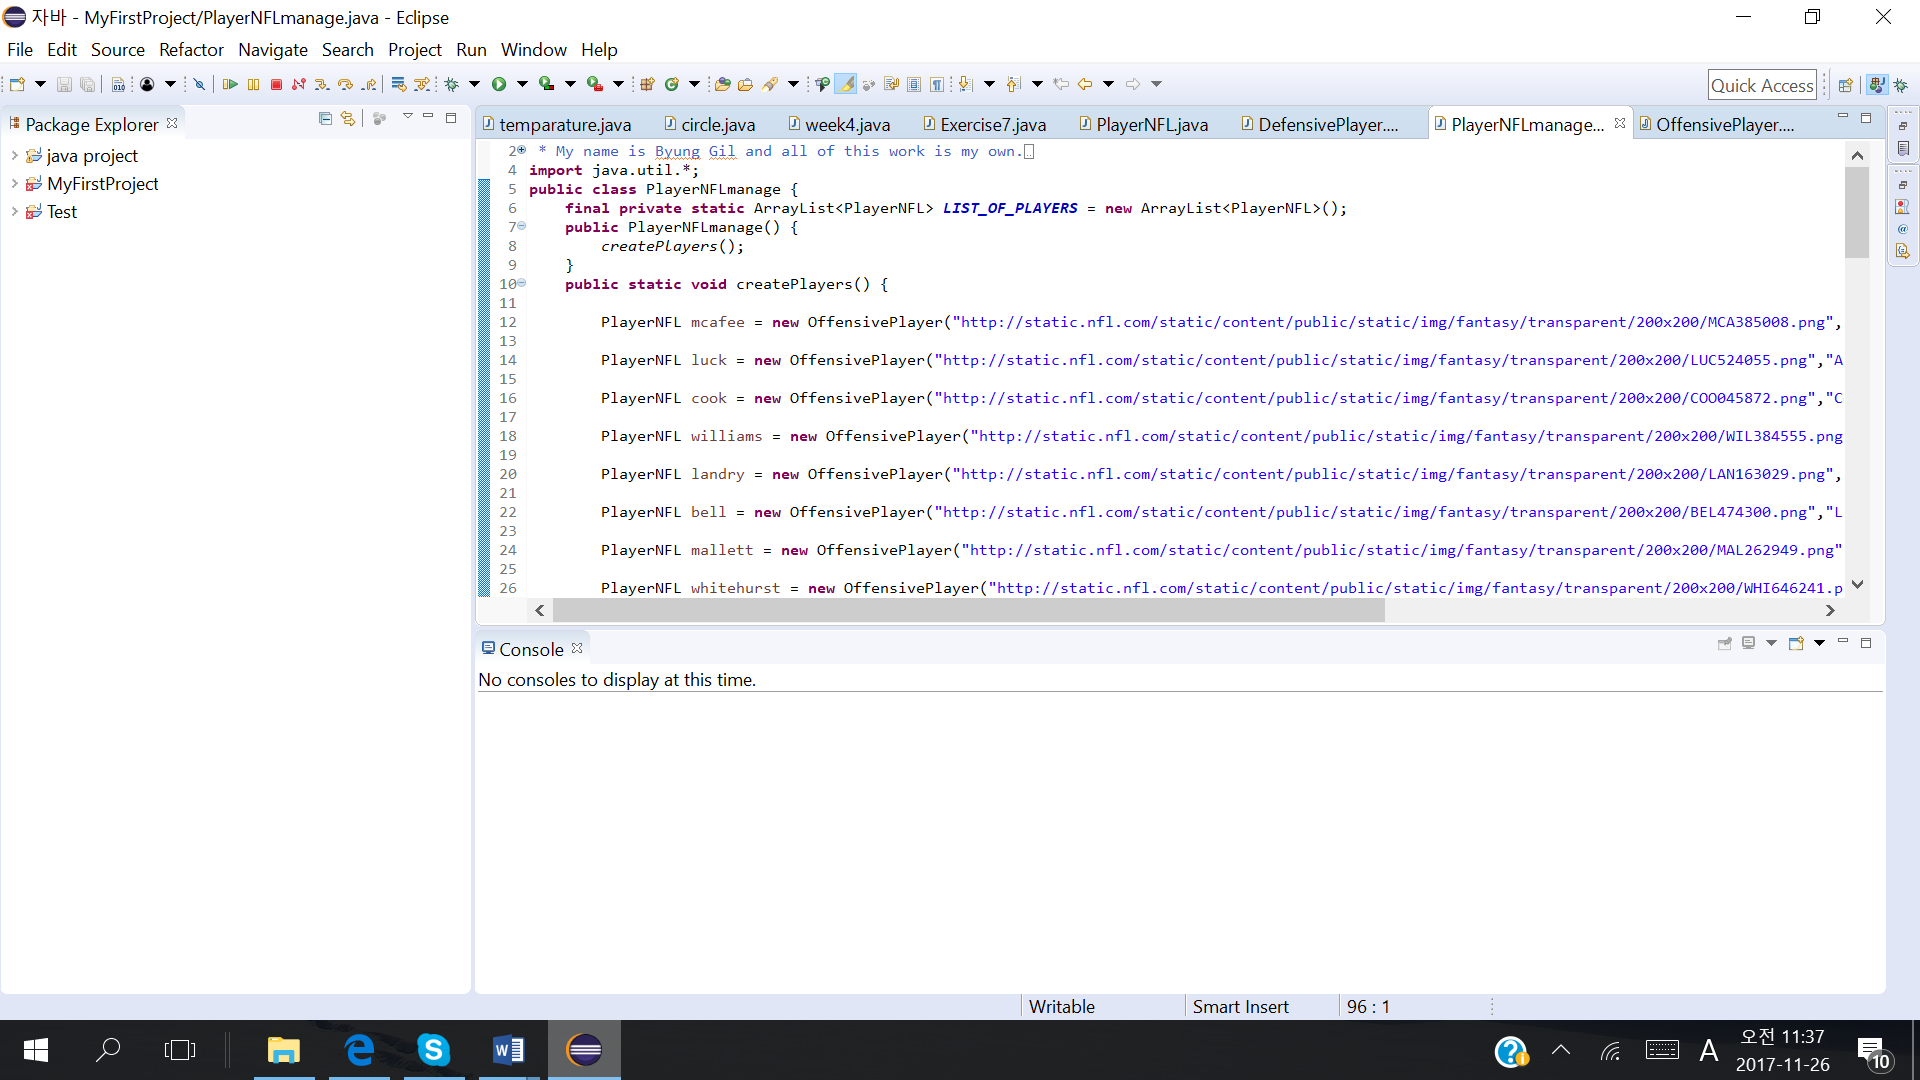 자바 - MyFirstProject/PlayerNFLmanage.java - Eclipse
File Edit Source Refactor Navigate Search Project Run Window Help
Quick Access
Package Explorer
java project
MyFirstProject
Test
temparature.java circle.java week4.java Exercise7.java PlayerNFL.java DefensivePlayer.... PlayerNFLmanage... OffensivePlayer....
2 * My name is Byung Gil and all of this work is my own.
4 import java.util.*;
5 public class PlayerNFLmanage {
6 final private static ArrayList<PlayerNFL> LIST_OF_PLAYERS = new ArrayList<PlayerNFL>();
7 public PlayerNFLmanage() {
8 createPlayers();
9 }
10 public static void createPlayers() {
11
12 PlayerNFL mcafee = new OffensivePlayer("http://static.nfl.com/static/content/public/static/img/fantasy/transparent/200x200/MCA385008.png",
13
14 PlayerNFL luck = new OffensivePlayer("http://static.nfl.com/static/content/public/static/img/fantasy/transparent/200x200/LUC524055.png","A
15
16 PlayerNFL cook = new OffensivePlayer("http://static.nfl.com/static/content/public/static/img/fantasy/transparent/200x200/COO045872.png","C
17
18 PlayerNFL williams = new OffensivePlayer("http://static.nfl.com/static/content/public/static/img/fantasy/transparent/200x200/WIL384555.png
19
20 PlayerNFL landry = new OffensivePlayer("http://static.nfl.com/static/content/public/static/img/fantasy/transparent/200x200/LAN163029.png",
21
22 PlayerNFL bell = new OffensivePlayer("http://static.nfl.com/static/content/public/static/img/fantasy/transparent/200x200/BEL474300.png","L
23
24 PlayerNFL mallett = new OffensivePlayer("http://static.nfl.com/static/content/public/static/img/fantasy/transparent/200x200/MAL262949.png"
25
26 PlayerNFL whitehurst = new OffensivePlayer("http://static.nfl.com/static/content/public/static/img/fantasy/transparent/200x200/WHI646241.p
Console
No consoles to display at this time.
Writable Smart Insert 96 : 1
A 오전 11:37
2017-11-26
10